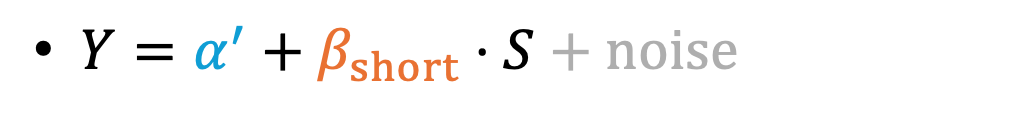 • Y = α′ + β_short · S + noise